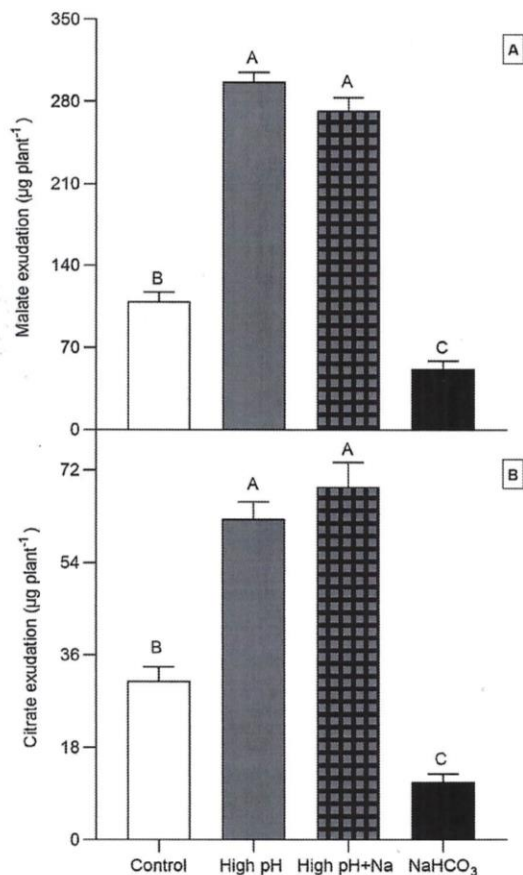 350
280
210
140
70
0
Malate exudation (µg plant⁻¹)
A
B
A
A
C
72
54
36
18
0
Citrate exudation (µg plant⁻¹)
B
B
A
A
C
Control High pH High pH+Na NaHCO₃